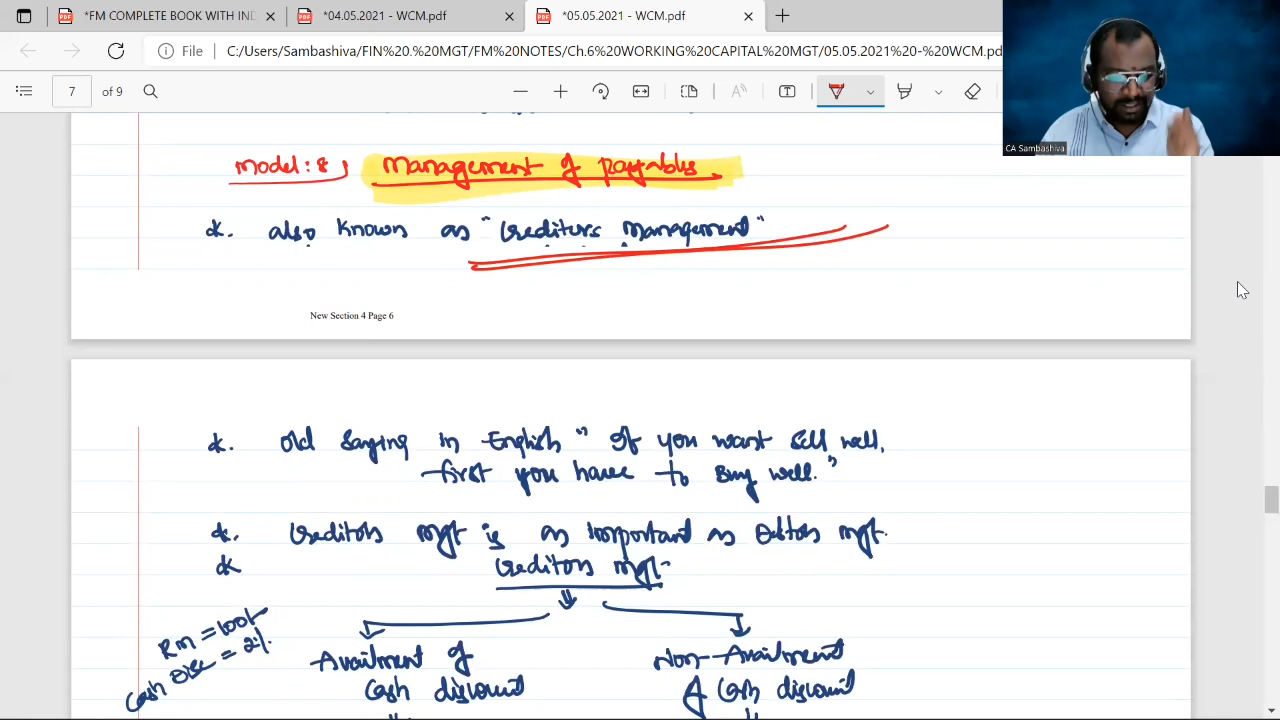 *FM COMPLETE BOOK WITH IND
*04.05.2021 - WCM.pdf
*05.05.2021 - WCM.pdf
File
C:/Users/Sambashiva/FIN%20.%20MGT/FM%20NOTES/Ch.6%20WORKING%20CAPITAL%20MGT/05.05.2021%20-%20WCM.pd
7 of 9
CA Sambashiva
model: 8) Management of payables
*. also known as "Creditors Management"
New Section 4 Page 6
*. Old Saying in English "If you want Sell well,
first you have to Buy well."
*. Creditors mgt is as important as Debtors mgt.
* Creditors mgt
RM = 100/-
Cash Disc = 2%
Availment of
Cash discount
Non-Availment
of Cash discount